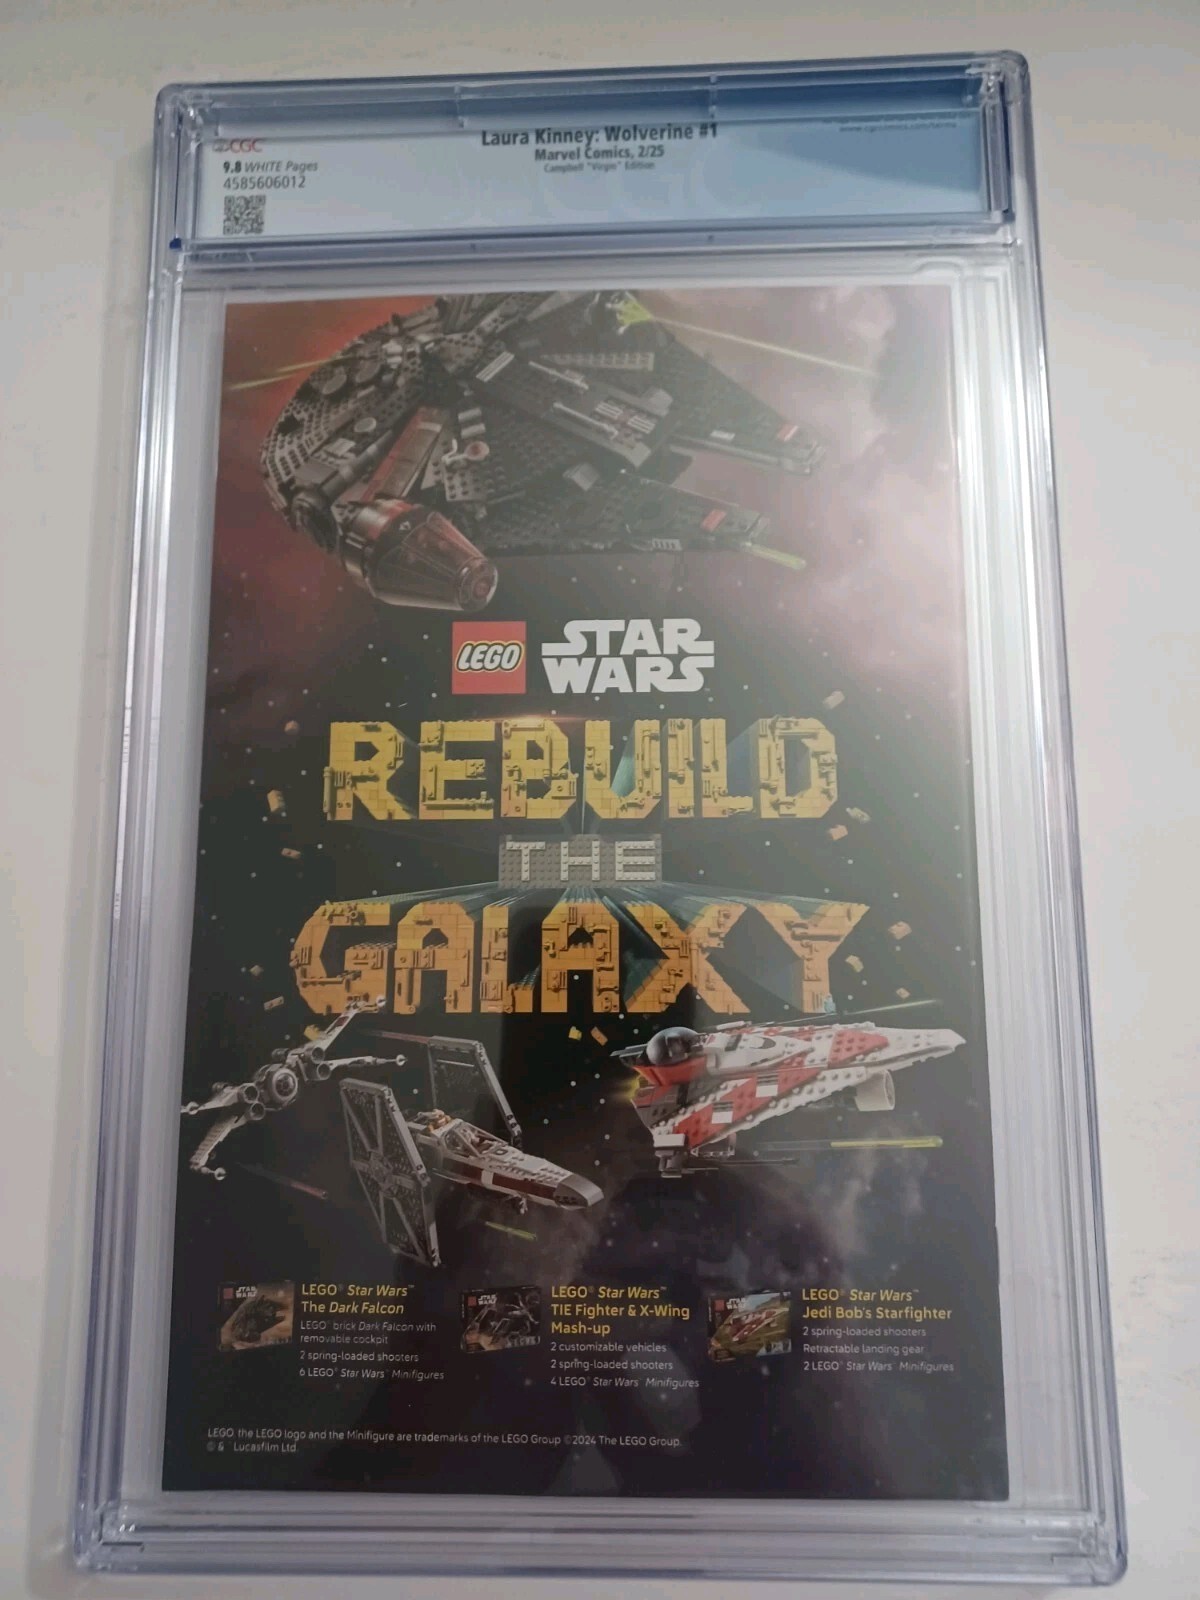 CGC
Laura Kinney: Wolverine #1
9.8 WHITE Pages
Marvel Comics, 2/25
4585606012
Campbell "Virgin" Edition
LEGO STAR WARS
REBUILD
THE
GALAXY
LEGO® Star Wars™
The Dark Falcon
LEGO® brick Dark Falcon with
removable cockpit
2 spring-loaded shooters
6 LEGO® Star Wars™ Minifigures
LEGO® Star Wars™
TIE Fighter & X-Wing
Mash-up
2 customizable vehicles
2 spring-loaded shooters
4 LEGO® Star Wars™ Minifigures
LEGO® Star Wars™
Jedi Bob's Starfighter
2 spring-loaded shooters
Retractable landing gear
2 LEGO® Star Wars™ Minifigures
LEGO, the LEGO logo and the Minifigure are trademarks of the LEGO Group ©2024 The LEGO Group.
© & ™ Lucasfilm Ltd.